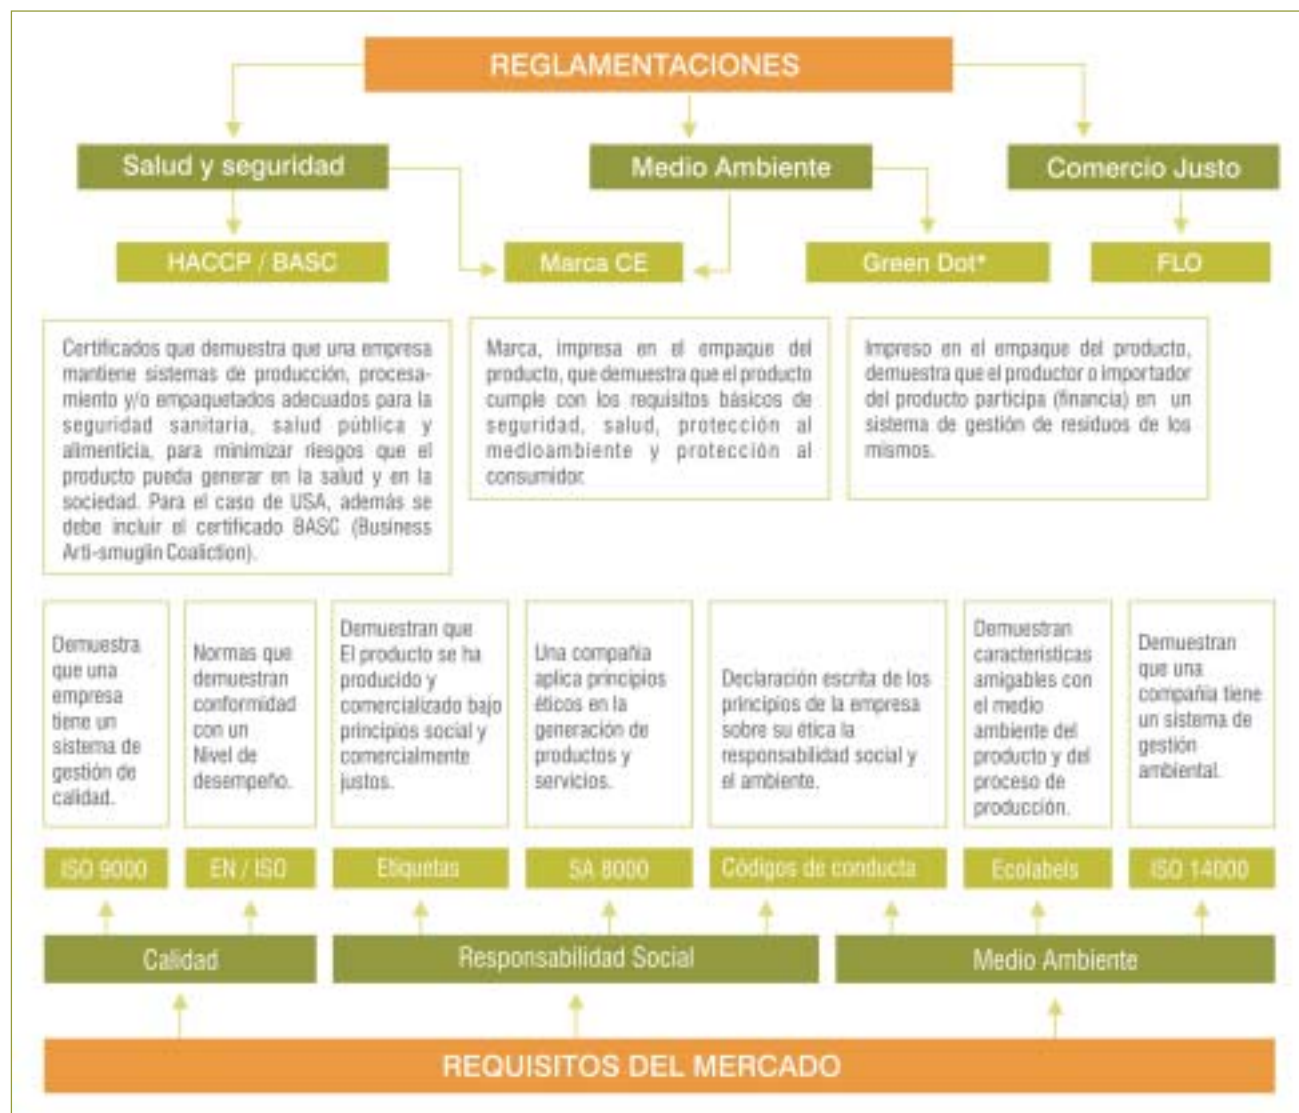 REGLAMENTACIONES
Salud y seguridad
Medio Ambiente
Comercio Justo
HACCP / BASC
Marca CE
Green Dot*
FLO
Certificados que demuestra que una empresa
mantiene sistemas de producción, procesa-
miento y/o empaquetados adecuados para la
seguridad sanitaria, salud pública y
alimenticia, para minimizar riesgos que el
producto pueda generar en la salud y en la
sociedad. Para el caso de USA, además se
debe incluir el certificado BASC (Business
Arti-smuglin Coaliction).
Marca, impresa en el empaque del
producto, que demuestra que el producto
cumple con los requisitos básicos de
seguridad, salud, protección al
medioambiente y protección al
consumidor.
Impreso en el empaque del producto,
demuestra que el productor o importador
del producto participa (financia) en un
sistema de gestión de residuos de los
mismos.
Demuestra
que una
empresa
tiene un
sistema de
gestión de
calidad.
Normas que
demuestran
conformidad
con un
Nivel de
desempeño.
Demuestran que
El producto se ha
producido y
comercializado bajo
principios social y
comercialmente
justos.
Una compañía
aplica principios
éticos en la
generación de
productos y
servicios.
Declaración escrita de los
principios de la empresa
sobre su ética la
responsabilidad social y
el ambiente.
Demuestran
características
amigables con
el medio
ambiente del
producto y del
proceso de
producción.
Demuestran
que una
compañía tiene
un sistema de
gestión
ambiental.
ISO 9000
EN / ISO
Etiquetas
SA 8000
Códigos de conducta
Ecolabels
ISO 14000
Calidad
Responsabilidad Social
Medio Ambiente
REQUISITOS DEL MERCADO